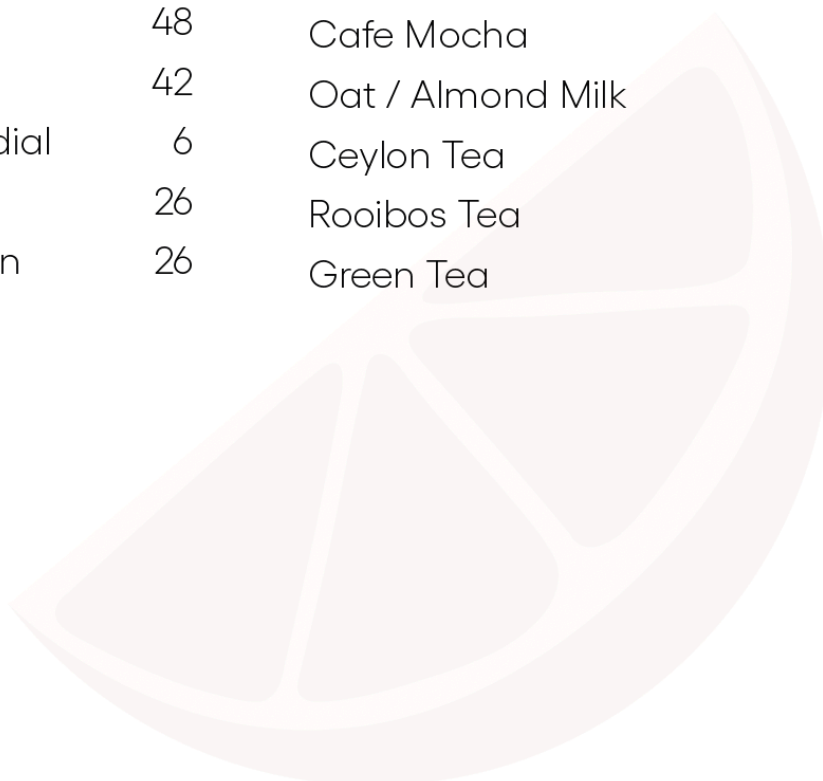 48
42
dial 6
26
n 26
Cafe Mocha
Oat / Almond Milk
Ceylon Tea
Rooibos Tea
Green Tea